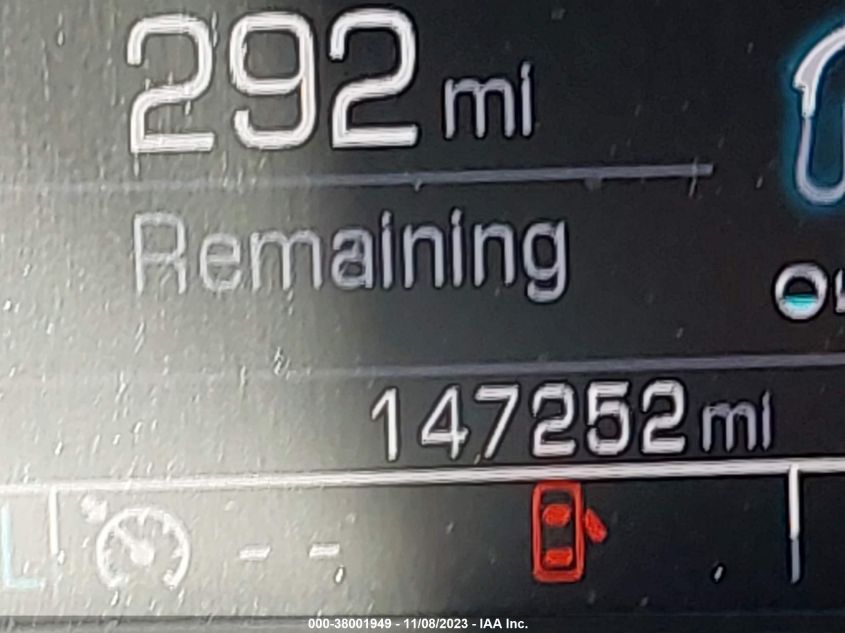 292 mi
Remaining
147252 mi
L
- -
000-38001949 - 11/08/2023 - IAA Inc.